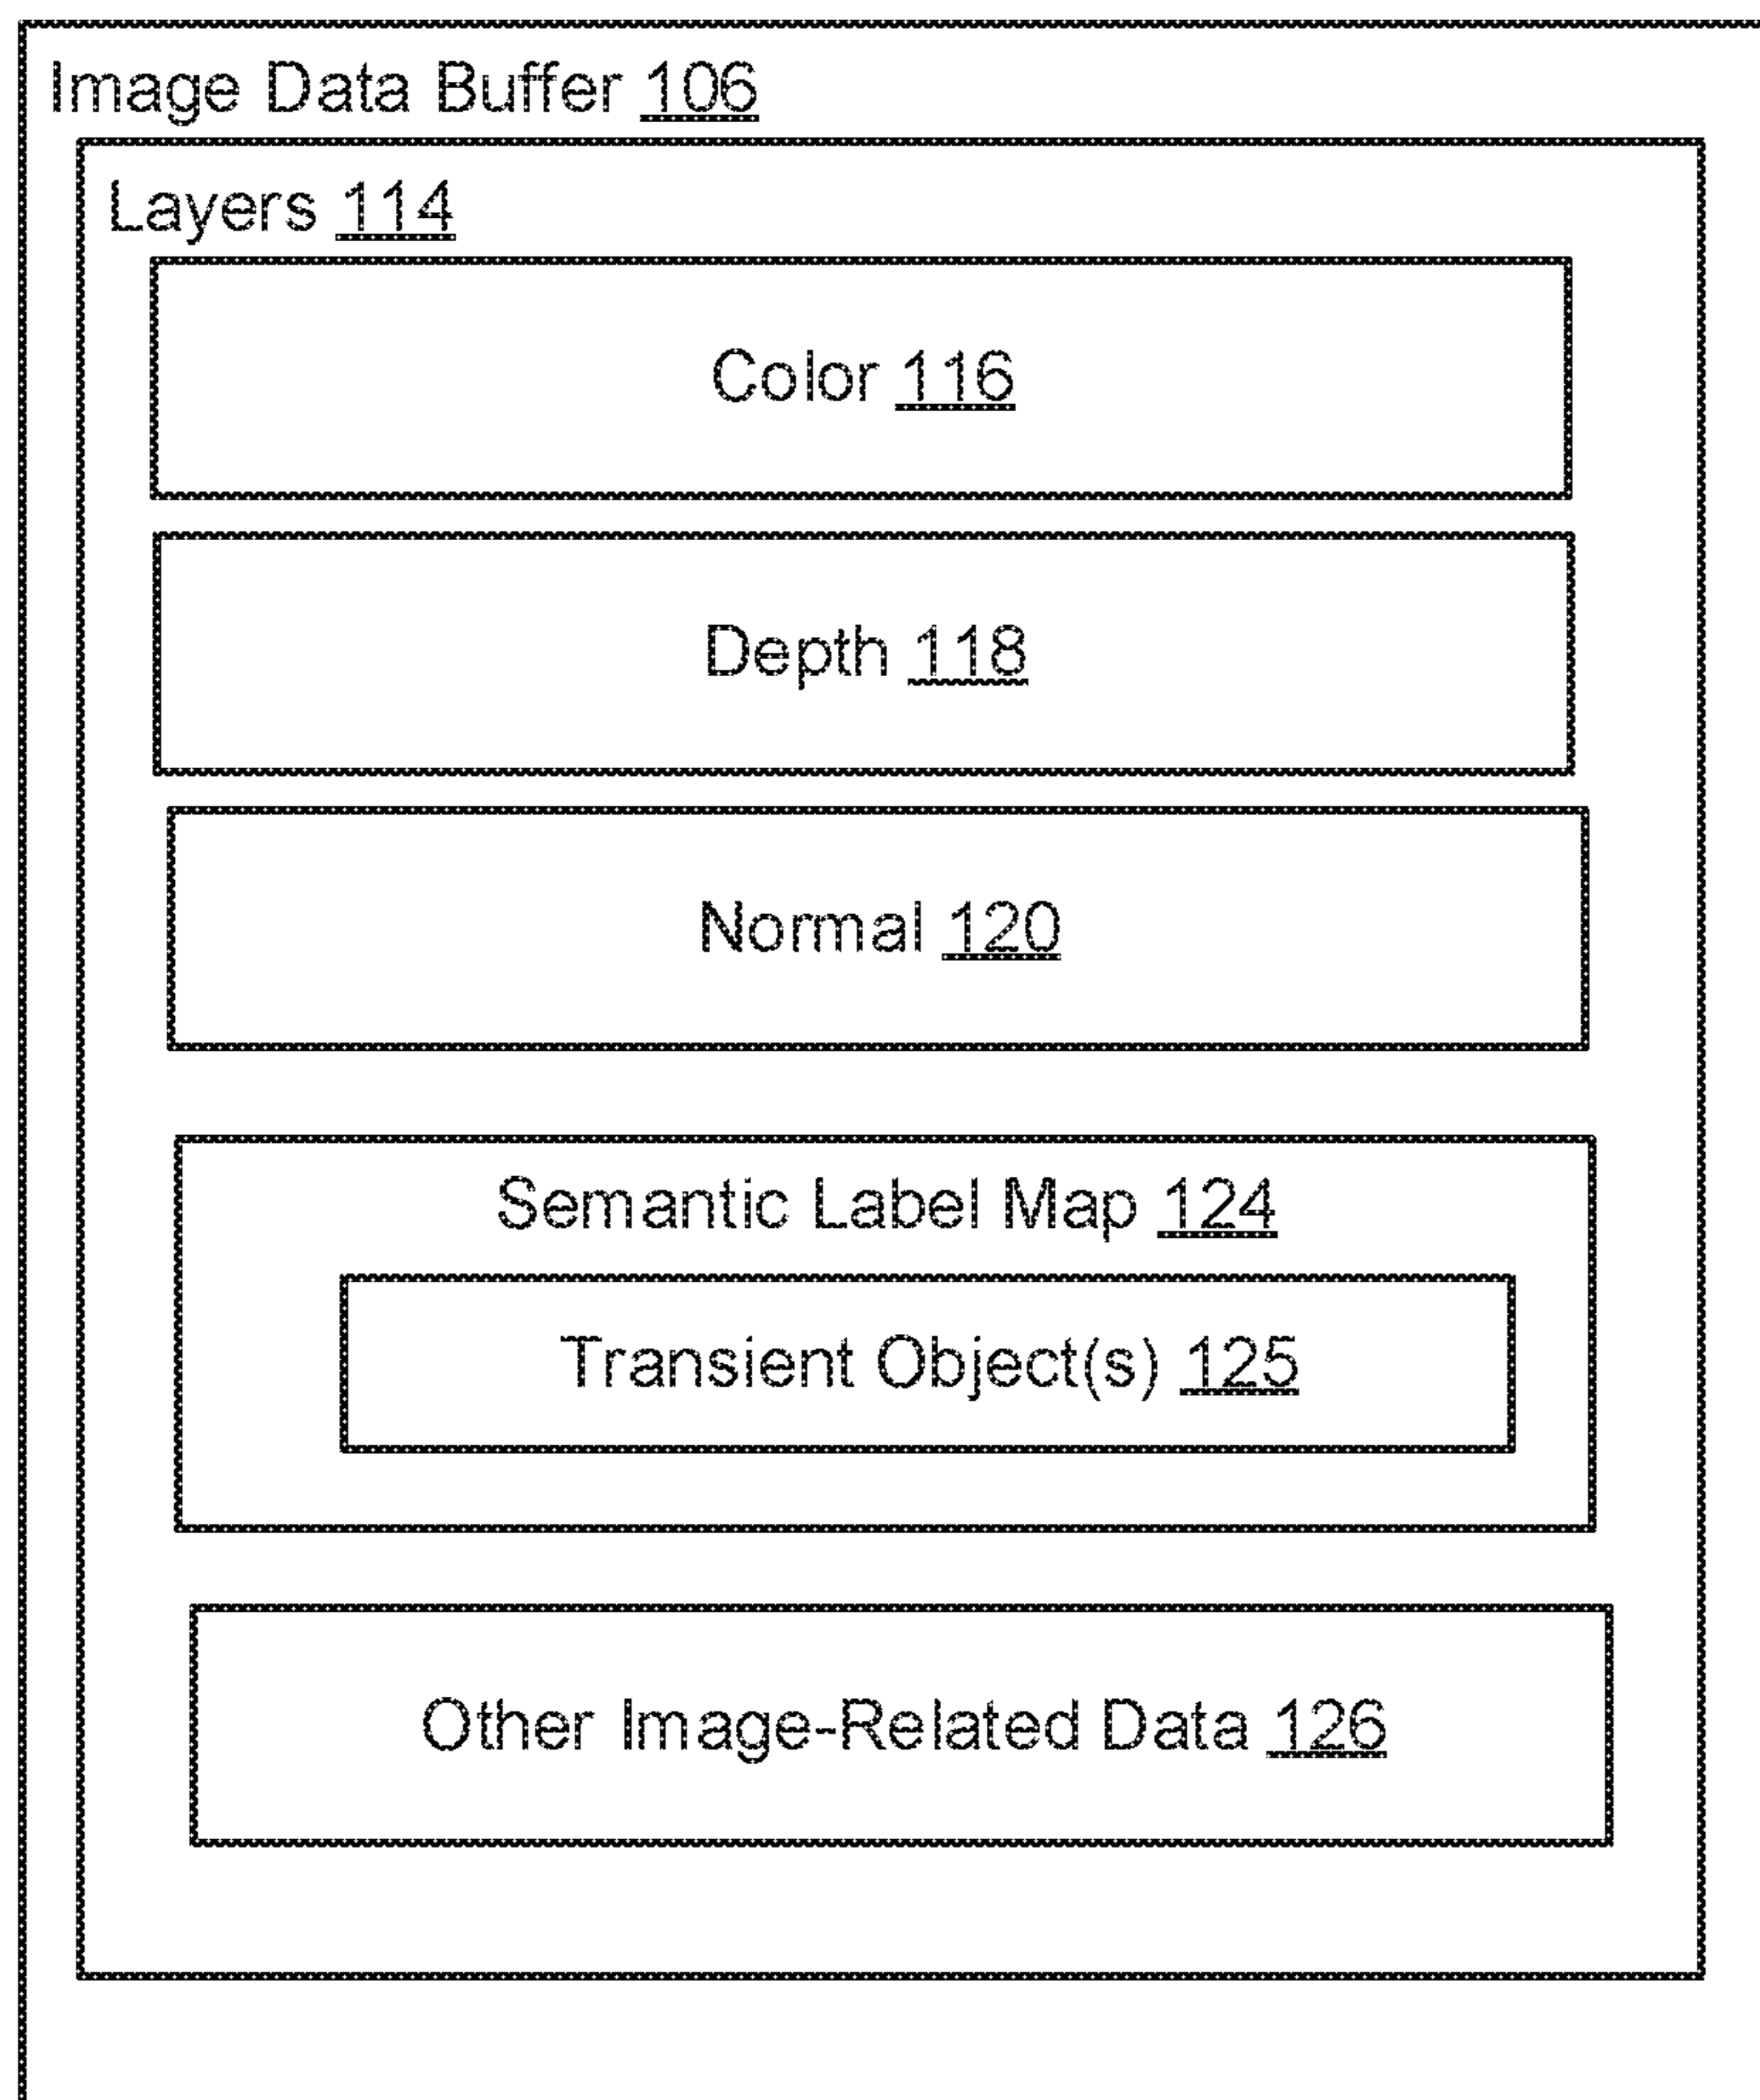 Image Data Buffer 106
Layers 114
Color 116
Depth 118
Normal 120
Semantic Label Map 124
Transient Object(s) 125
Other Image-Related Data 126